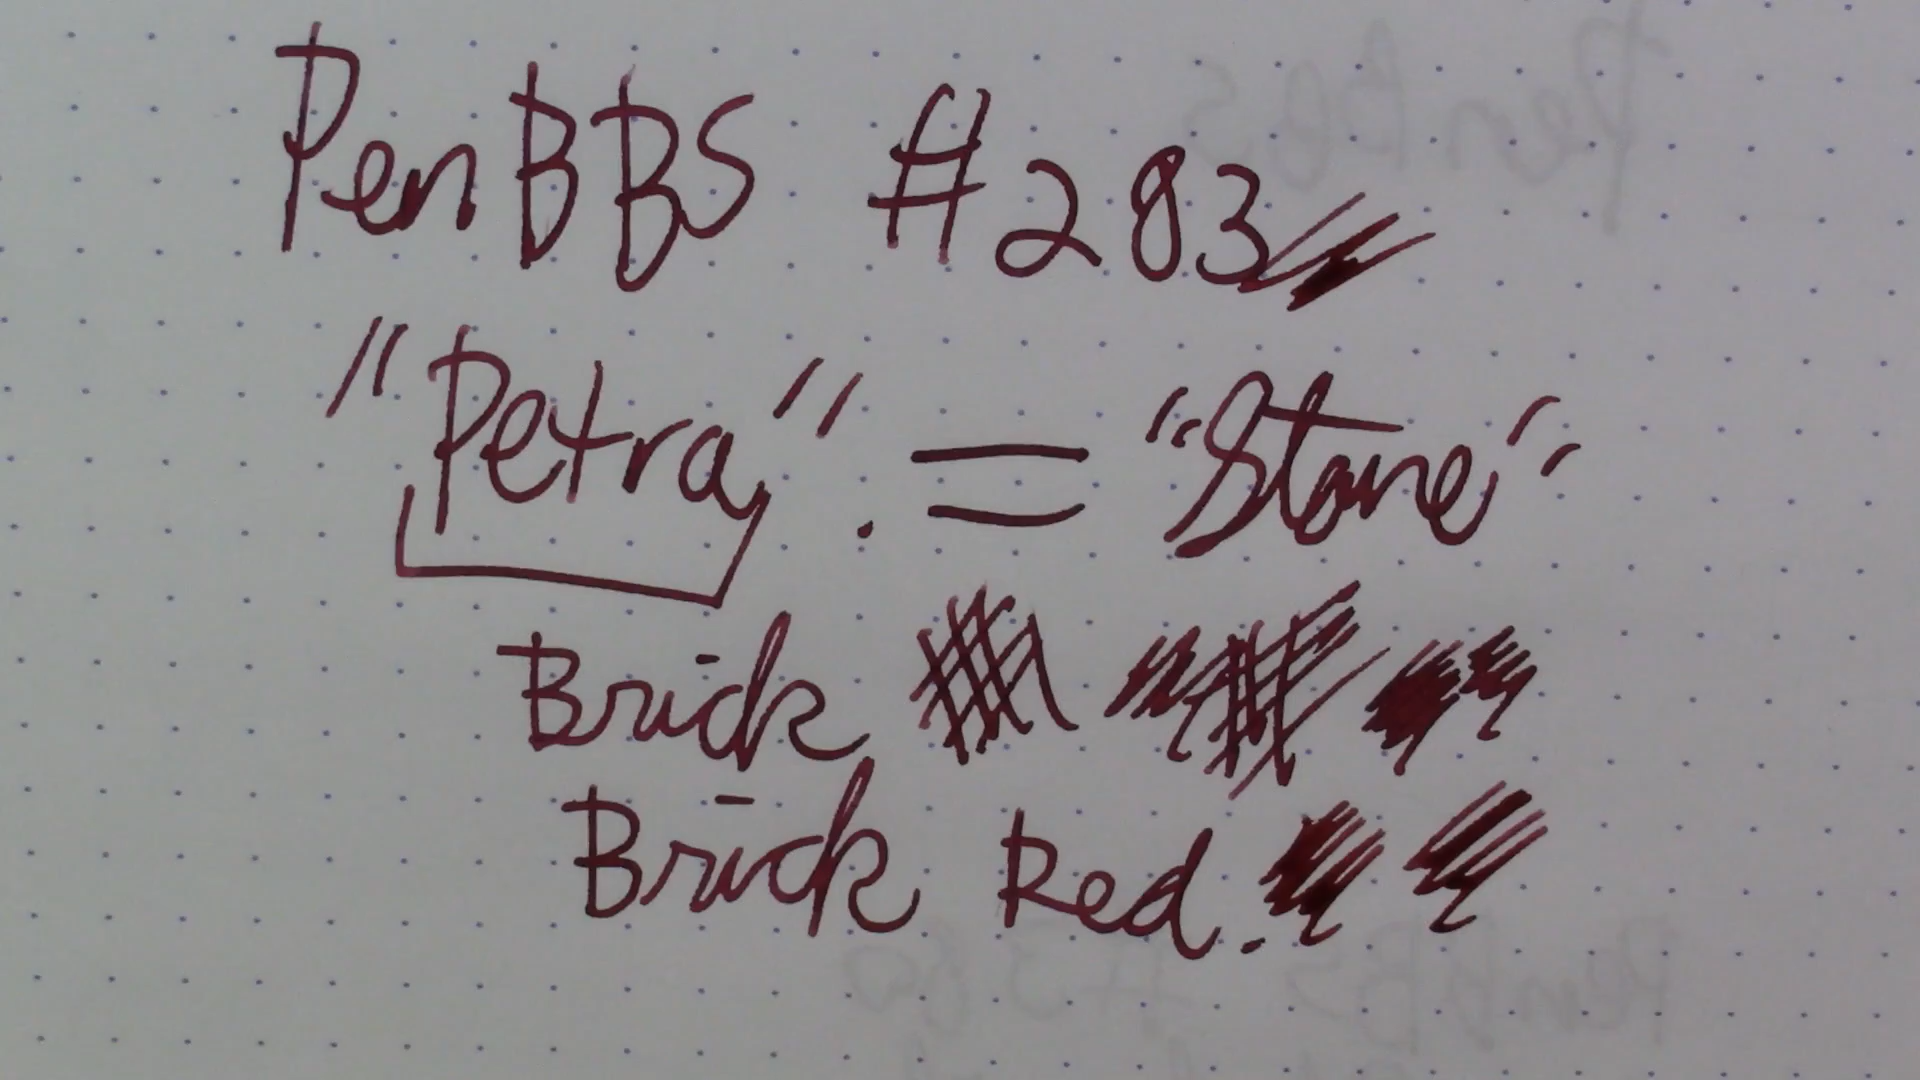 PenBBS #283
"Petra". = "Stone"
Brick
Brick Red.